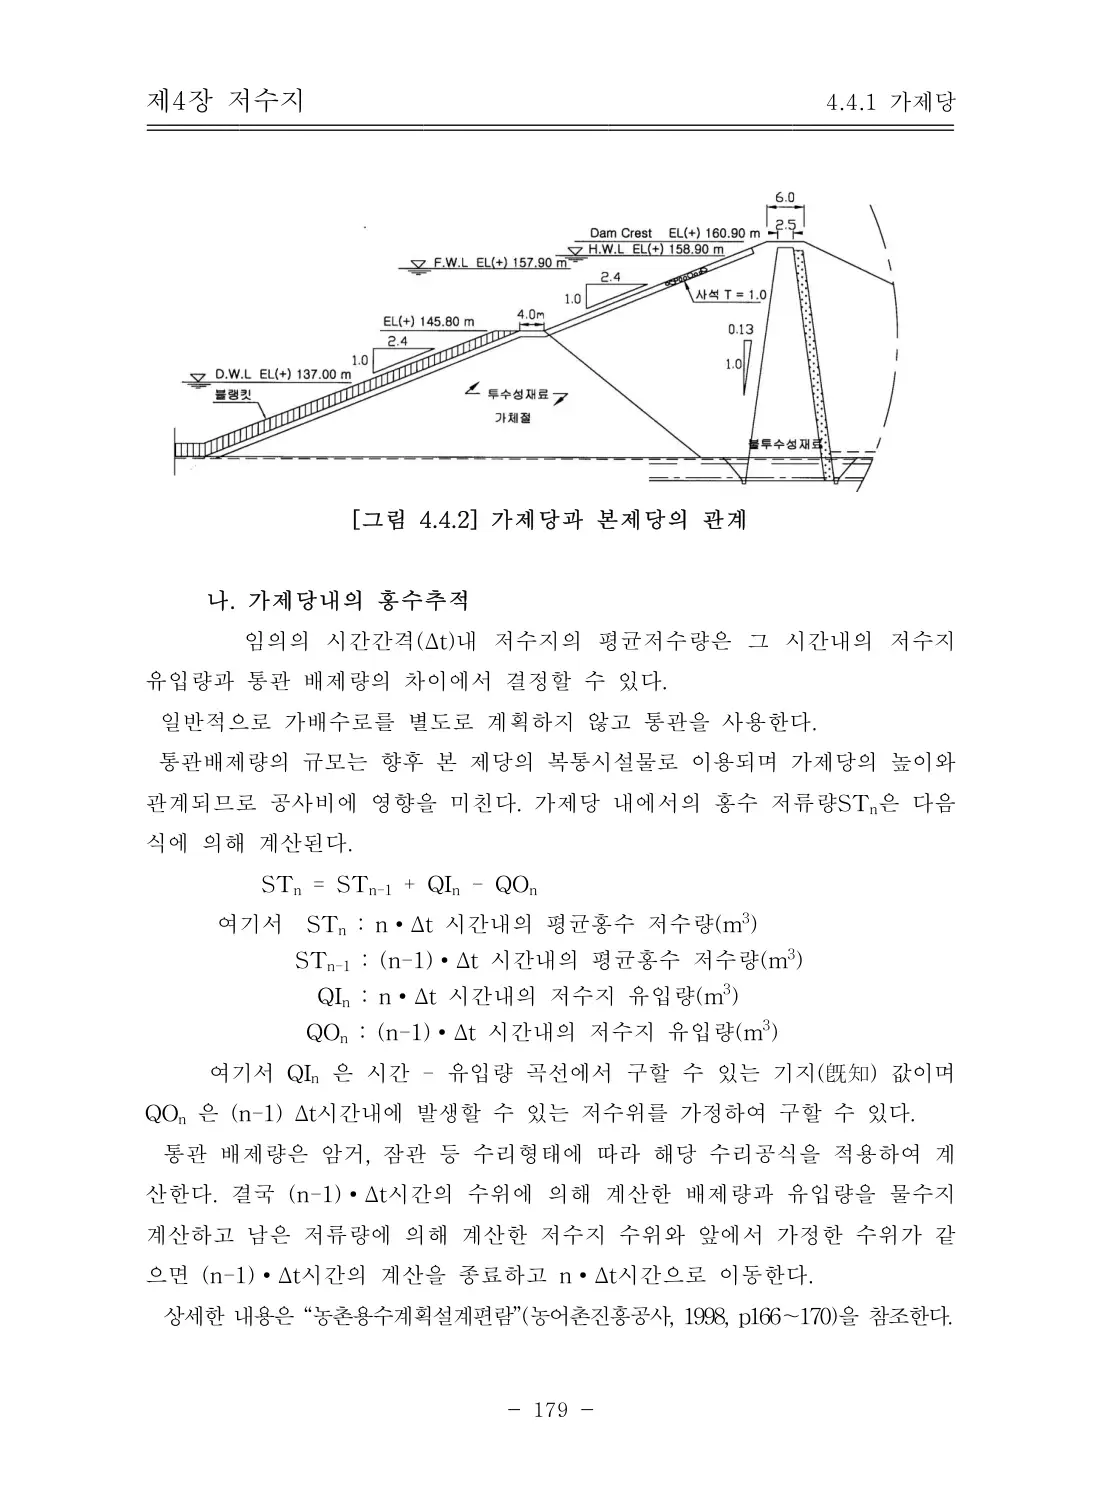 제4장 저수지
4.4.1 가제당
6.0
2.5
Dam Crest EL(+) 160.90 m
H.W.L EL(+) 158.90 m
F.W.L EL(+) 157.90 m
2.4
1.0
사석 T = 1.0
4.0m
EL(+) 145.80 m
2.4
1.0
0.13
1.0
D.W.L EL(+) 137.00 m
블랭킷
투수성재료
가체절
불투수성재료
[그림 4.4.2] 가제당과 본제당의 관계
나. 가제당내의 홍수추적
임의의 시간간격(Δt)내 저수지의 평균저수량은 그 시간내의 저수지
유입량과 통관 배제량의 차이에서 결정할 수 있다.
일반적으로 가배수로를 별도로 계획하지 않고 통관을 사용한다.
통관배제량의 규모는 향후 본 제당의 복통시설물로 이용되며 가제당의 높이와
관계되므로 공사비에 영향을 미친다. 가제당 내에서의 홍수 저류량STn은 다음
식에 의해 계산된다.
STn = STn-1 + QIn - QOn
여기서 STn : n•Δt 시간내의 평균홍수 저수량(m³)
STn-1 : (n-1)•Δt 시간내의 평균홍수 저수량(m³)
QIn : n•Δt 시간내의 저수지 유입량(m³)
QOn : (n-1)•Δt 시간내의 저수지 유입량(m³)
여기서 QIn 은 시간 - 유입량 곡선에서 구할 수 있는 기지(旣知) 값이며
QOn 은 (n-1) Δt시간내에 발생할 수 있는 저수위를 가정하여 구할 수 있다.
통관 배제량은 암거, 잠관 등 수리형태에 따라 해당 수리공식을 적용하여 계
산한다. 결국 (n-1)•Δt시간의 수위에 의해 계산한 배제량과 유입량을 물수지
계산하고 남은 저류량에 의해 계산한 저수지 수위와 앞에서 가정한 수위가 같
으면 (n-1)•Δt시간의 계산을 종료하고 n•Δt시간으로 이동한다.
상세한 내용은 “농촌용수계획설계편람”(농어촌진흥공사, 1998, p166~170)을 참조한다.
- 179 -